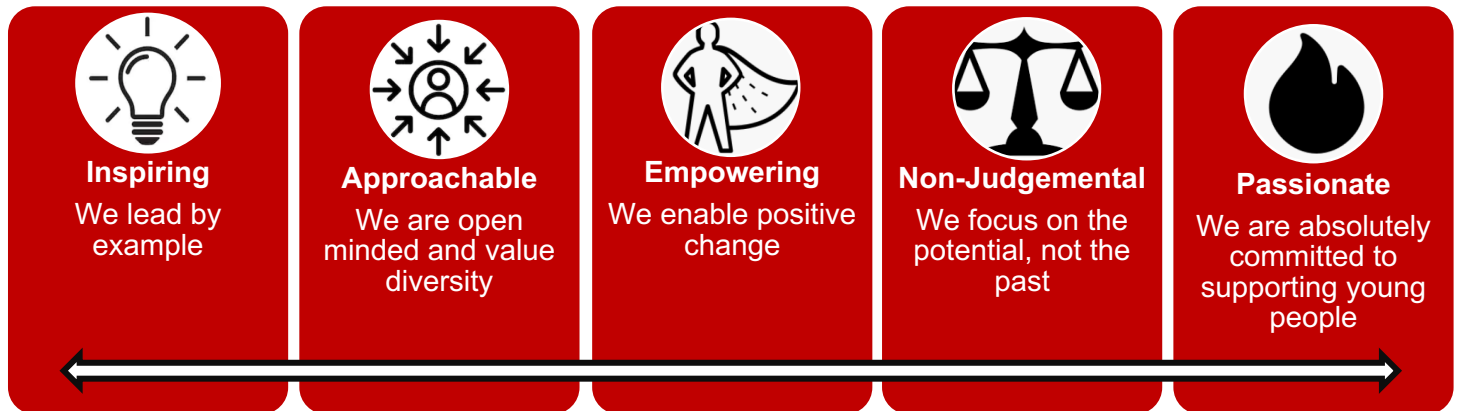 Inspiring
We lead by
example
Approachable
We are open
minded and value
diversity
Empowering
We enable positive
change
Non-Judgemental
We focus on the
potential, not the
past
Passionate
We are absolutely
committed to
supporting young
people